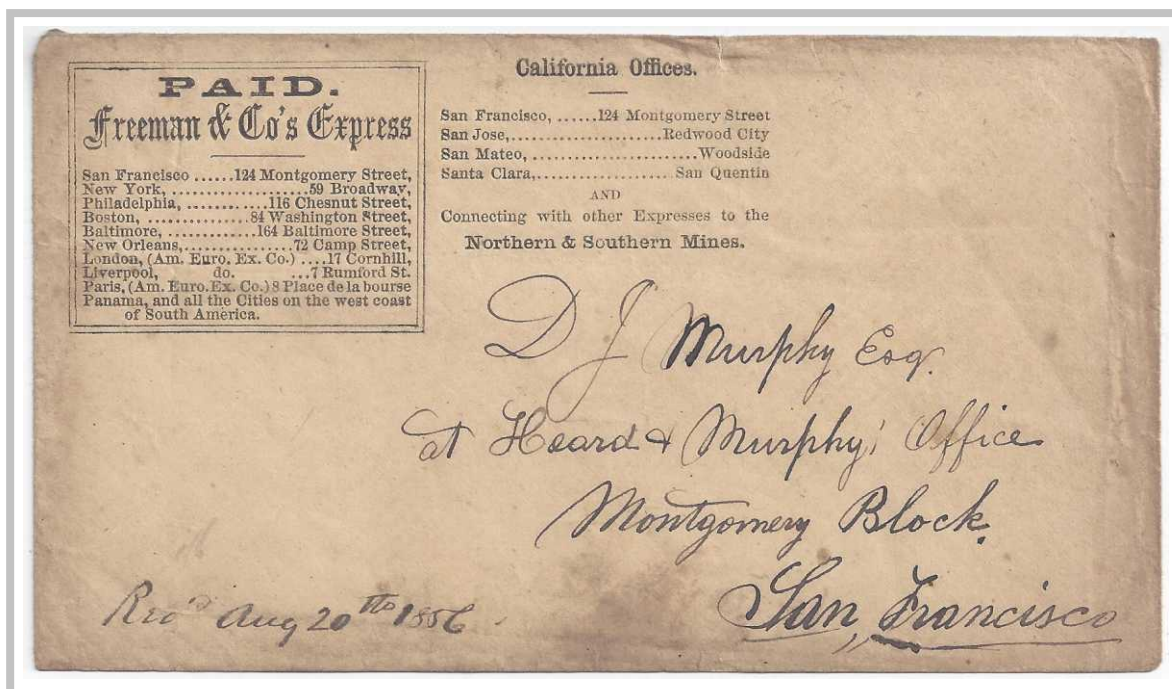 PAID.
Freeman & Co's Express
San Francisco ......124 Montgomery Street,
New York, ..................59 Broadway,
Philadelphia, ............116 Chesnut Street,
Boston, ...............84 Washington Street,
Baltimore, .............164 Baltimore Street,
New Orleans,................72 Camp Street,
London, (Am. Euro. Ex. Co.) ....17 Cornhill,
Liverpool, do. ...7 Rumford St.
Paris, (Am. Euro. Ex. Co.) 8 Place de la bourse
Panama, and all the Cities on the west coast
of South America.
California Offices.
San Francisco, ......124 Montgomery Street
San Jose,.......................Redwood City
San Mateo, .........................Woodside
Santa Clara,.................... San Quentin
AND
Connecting with other Expresses to the
Northern & Southern Mines.
D J Murphy Esq.
at Heard & Murphy' Office
Montgomery Block.
San Francisco
Rec'd Aug 20th 1856